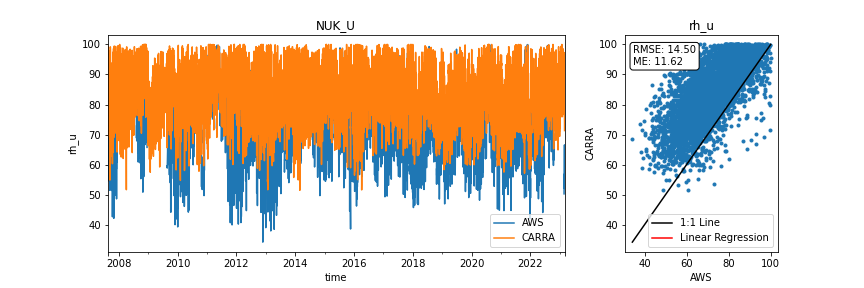 NUK_U
rh_u
100
90
80
70
60
50
40
rh_u
2008
2010
2012
2014
2016
2018
2020
2022
time
AWS
CARRA
RMSE: 14.50
ME: 11.62
100
90
80
70
60
50
40
CARRA
40
60
80
100
AWS
1:1 Line
Linear Regression